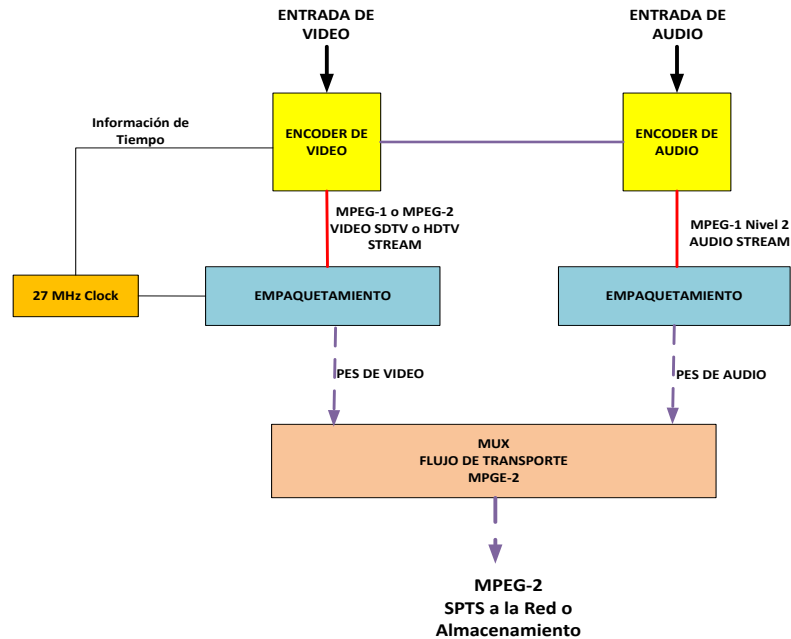 ENTRADA DE
VIDEO
ENTRADA DE
AUDIO
Información de
Tiempo
ENCODER DE
VIDEO
ENCODER DE
AUDIO
MPEG-1 o MPEG-2
VIDEO SDTV o HDTV
STREAM
MPEG-1 Nivel 2
AUDIO STREAM
27 MHz Clock
EMPAQUETAMIENTO
EMPAQUETAMIENTO
PES DE VIDEO
PES DE AUDIO
MUX
FLUJO DE TRANSPORTE
MPGE-2
MPEG-2
SPTS a la Red o
Almacenamiento